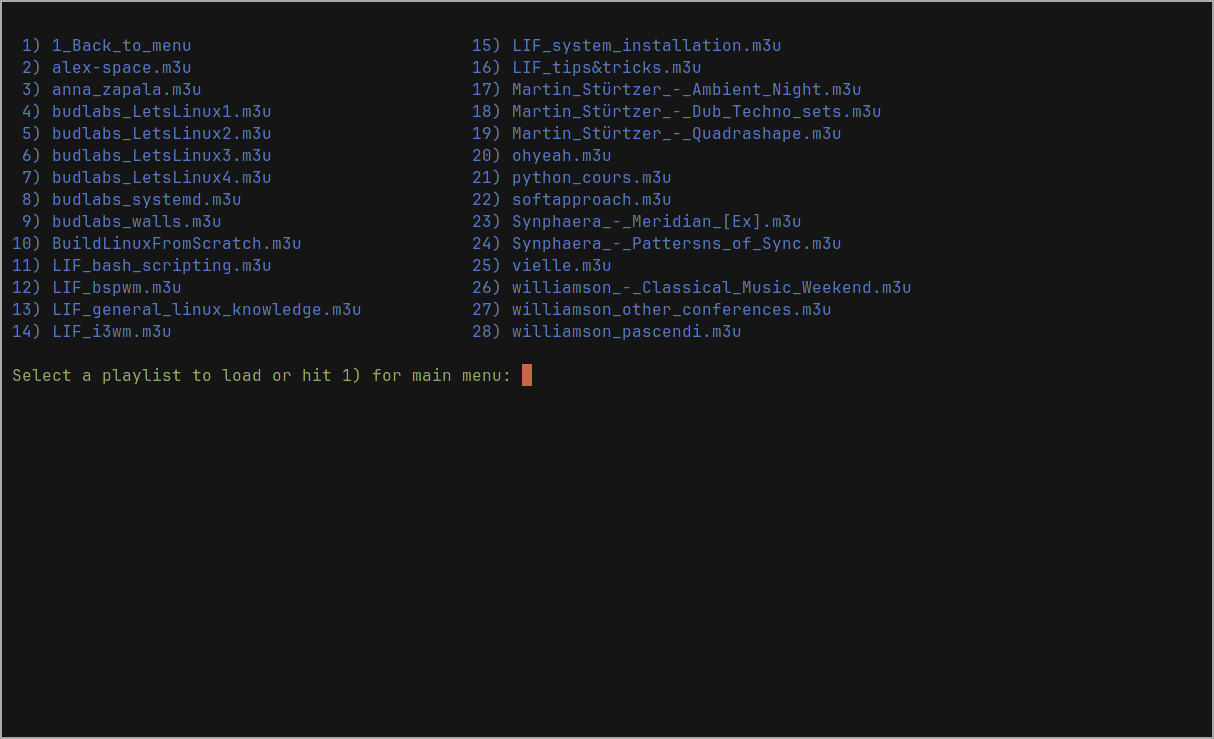 1) 1_Back_to_menu 15) LIF_system_installation.m3u
2) alex-space.m3u 16) LIF_tips&tricks.m3u
3) anna_zapala.m3u 17) Martin_Stürtzer_-_Ambient_Night.m3u
4) budlabs_LetsLinux1.m3u 18) Martin_Stürtzer_-_Dub_Techno_sets.m3u
5) budlabs_LetsLinux2.m3u 19) Martin_Stürtzer_-_Quadrashape.m3u
6) budlabs_LetsLinux3.m3u 20) ohyeah.m3u
7) budlabs_LetsLinux4.m3u 21) python_cours.m3u
8) budlabs_systemd.m3u 22) softapproach.m3u
9) budlabs_walls.m3u 23) Synphaera_-_Meridian_[Ex].m3u
10) BuildLinuxFromScratch.m3u 24) Synphaera_-_Pattersns_of_Sync.m3u
11) LIF_bash_scripting.m3u 25) vielle.m3u
12) LIF_bspwm.m3u 26) williamson_-_Classical_Music_Weekend.m3u
13) LIF_general_linux_knowledge.m3u 27) williamson_other_conferences.m3u
14) LIF_i3wm.m3u 28) williamson_pascendi.m3u
Select a playlist to load or hit 1) for main menu: